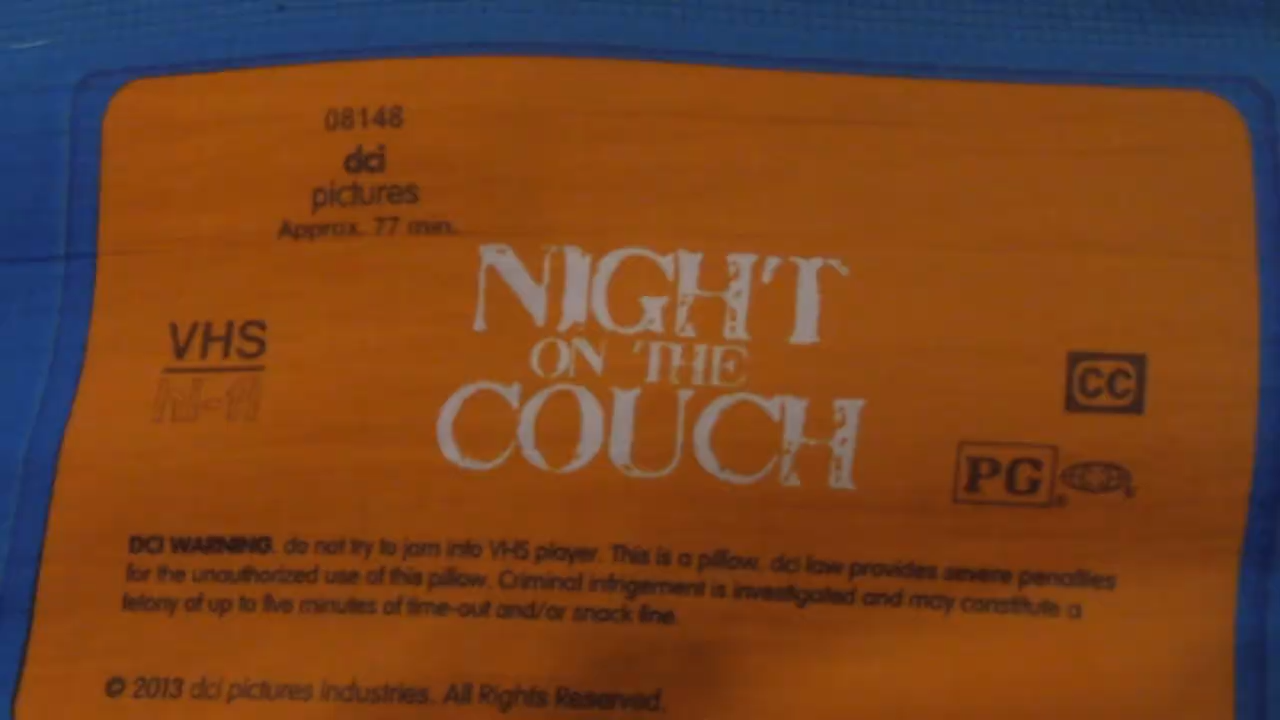 08148
dci
pictures
Approx. 77 min.
NIGHT
ON THE
COUCH
VHS
hi-fi
CC
PG
DCI WARNING. do not try to jam into VHS player. This is a pillow. dci law provides severe penalties
for the unauthorized use of this pillow. Criminal infrigement is investigated and may constitute a
felony of up to five minutes of time-out and/or snack fine.
© 2013 dci pictures Industries. All Rights Reserved.